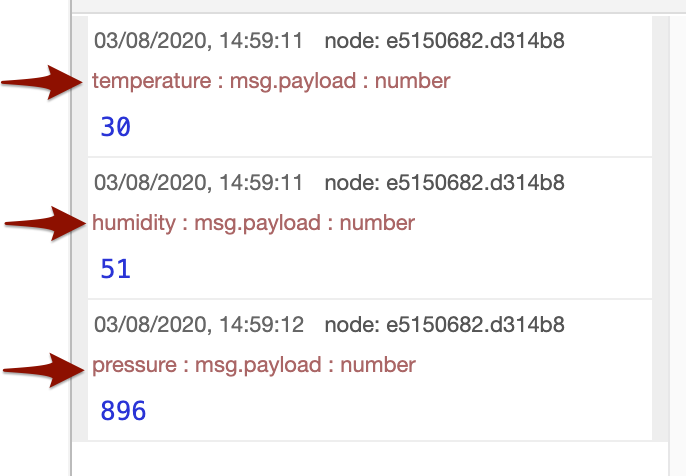 03/08/2020, 14:59:11 node: e5150682.d314b8
temperature : msg.payload : number
30
03/08/2020, 14:59:11 node: e5150682.d314b8
humidity : msg.payload : number
51
03/08/2020, 14:59:12 node: e5150682.d314b8
pressure : msg.payload : number
896